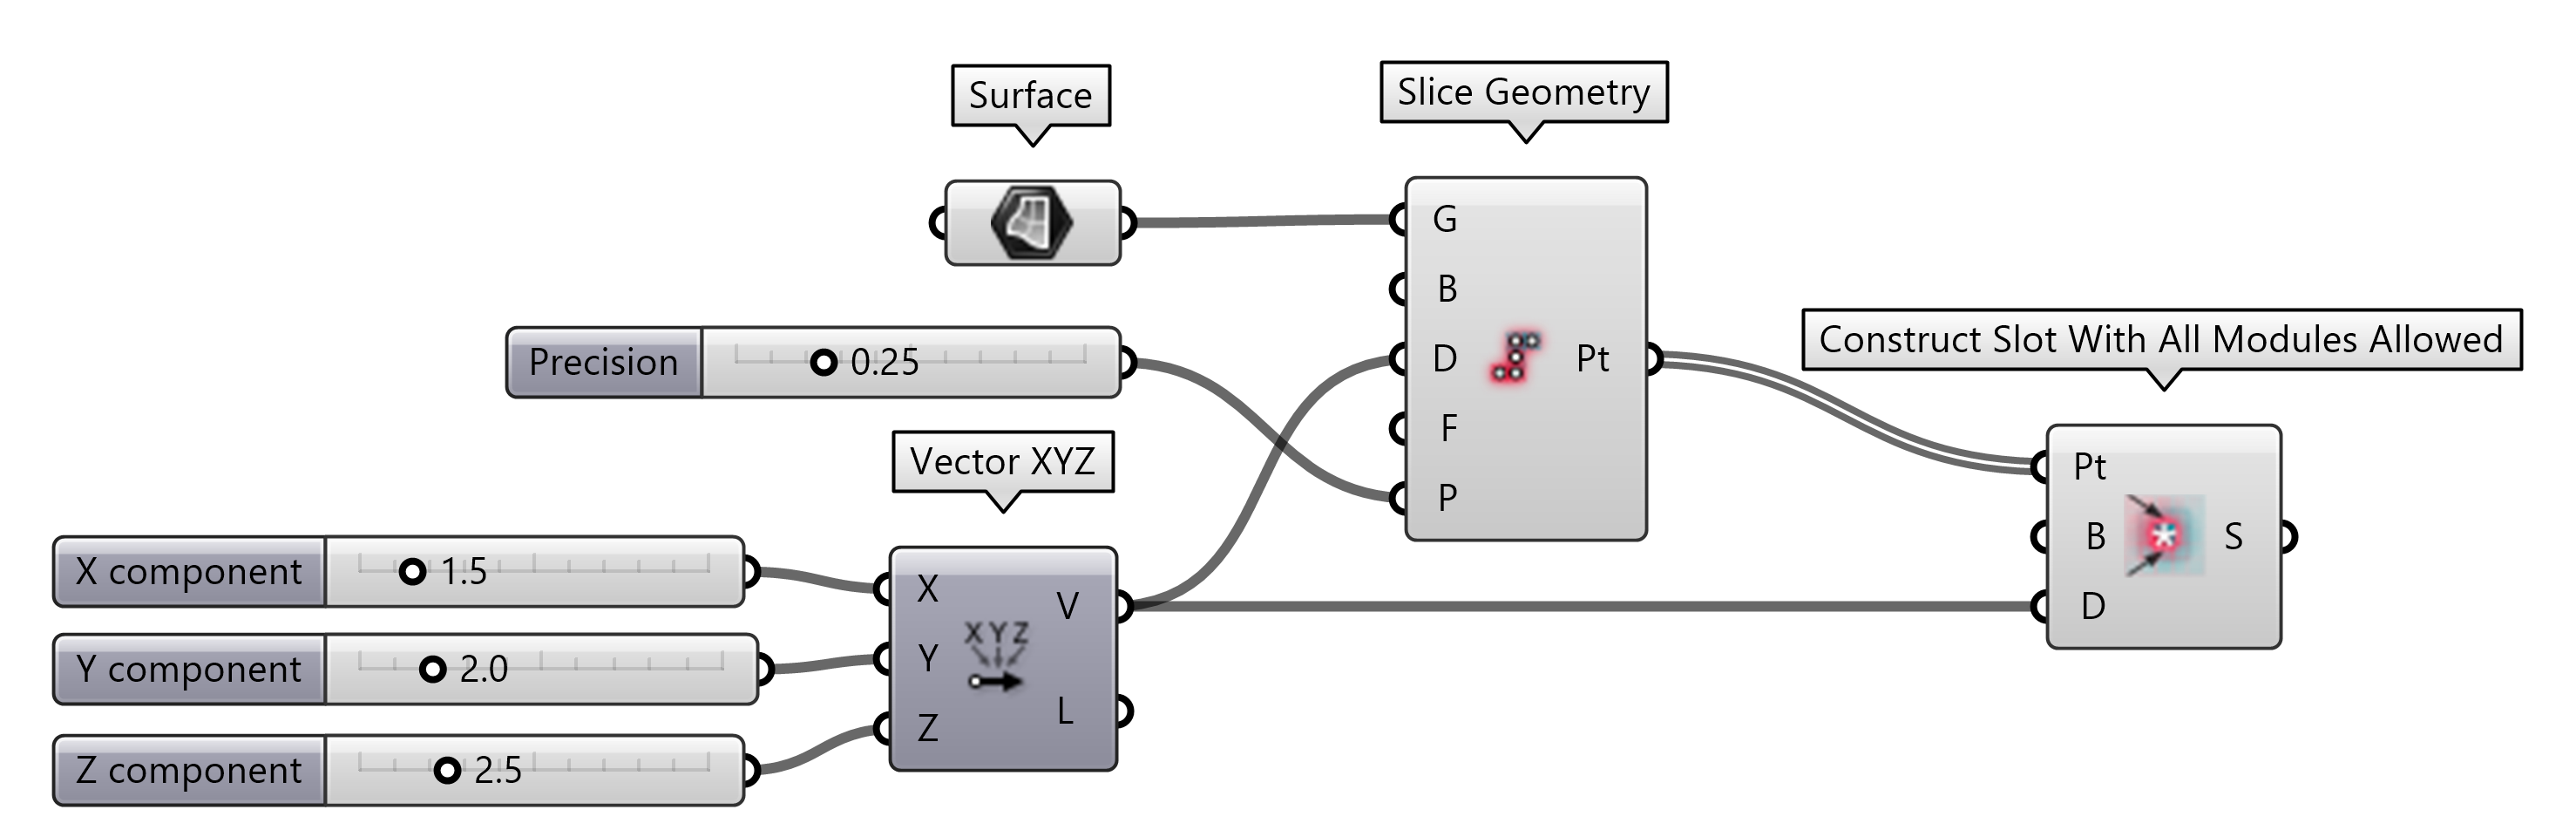 Surface
Slice Geometry
G
B
D
F
P
Pt
Precision
0.25
Construct Slot With All Modules Allowed
Pt
B
D
S
Vector XYZ
X component
1.5
Y component
2.0
Z component
2.5
X
Y
Z
X Y Z
V
L